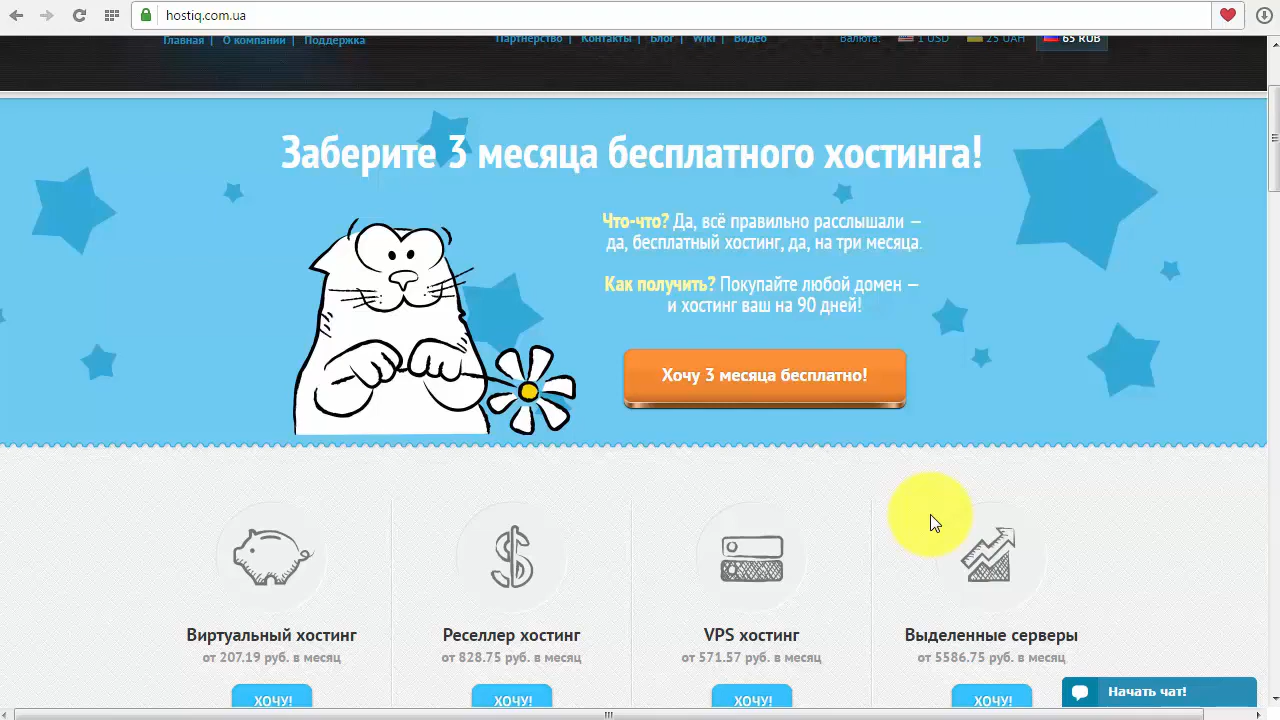 hostiq.com.ua
Главная | О компании | Поддержка
Партнерство | Контакты | Блог | Wiki | Видео
Валюта: 1 USD 25 UAH 65 RUB
Заберите 3 месяца бесплатного хостинга!
Что-что? Да, всё правильно расслышали —
да, бесплатный хостинг, да, на три месяца.
Как получить? Покупайте любой домен —
и хостинг ваш на 90 дней!
Хочу 3 месяца бесплатно!
Виртуальный хостинг
от 207.19 руб. в месяц
ХОЧУ!
Реселлер хостинг
от 828.75 руб. в месяц
ХОЧУ!
VPS хостинг
от 571.57 руб. в месяц
ХОЧУ!
Выделенные серверы
от 5586.75 руб. в месяц
ХОЧУ!
Начать чат!